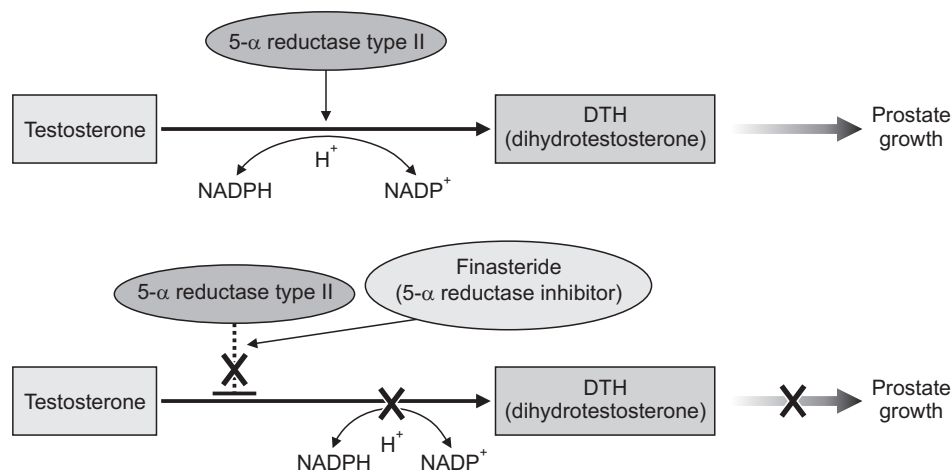 5-α reductase type II
Testosterone
DTH
(dihydrotestosterone)
Prostate
growth
H⁺
NADPH
NADP⁺
Finasteride
(5-α reductase inhibitor)
5-α reductase type II
Testosterone
DTH
(dihydrotestosterone)
Prostate
growth
H⁺
NADPH
NADP⁺